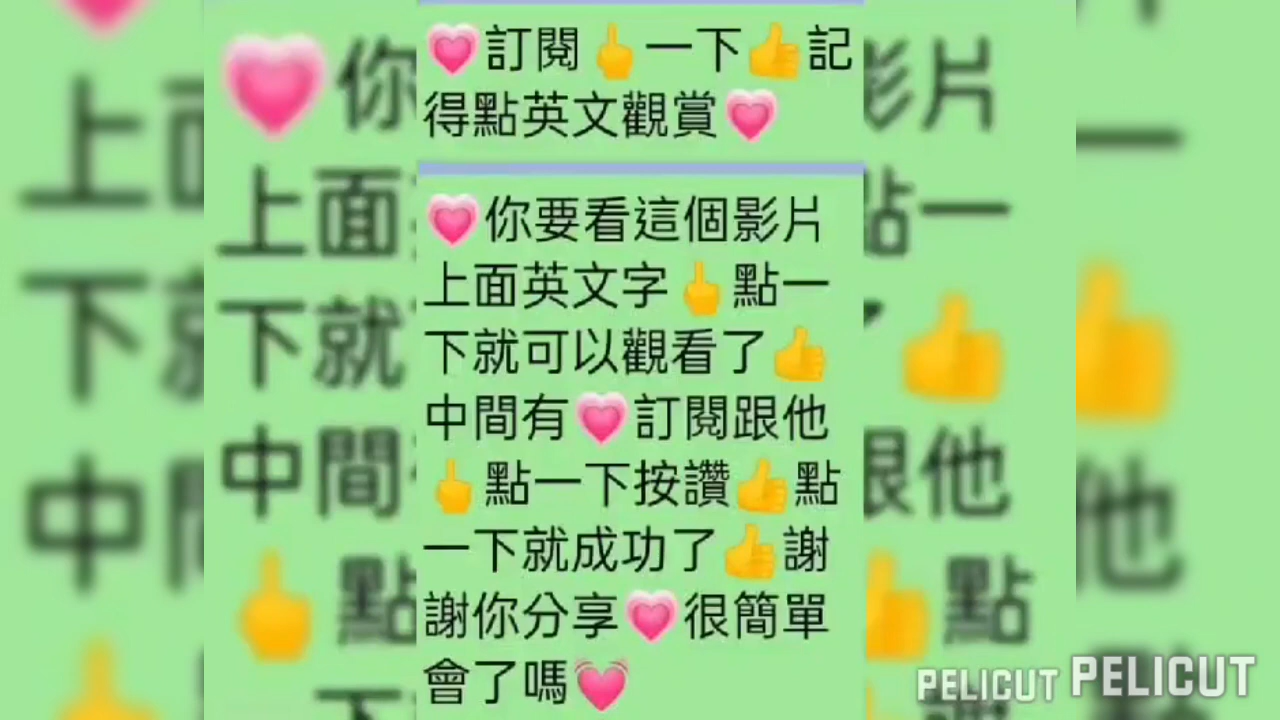 💗訂閱🖕一下👍記
得點英文觀賞💗
💗你要看這個影片
上面英文字🖕點一
下就可以觀看了👍
中間有💗訂閱跟他
🖕點一下按讚👍點
一下就成功了👍謝
謝你分享💗很簡單
會了嗎💓
PELICUT PELICUT